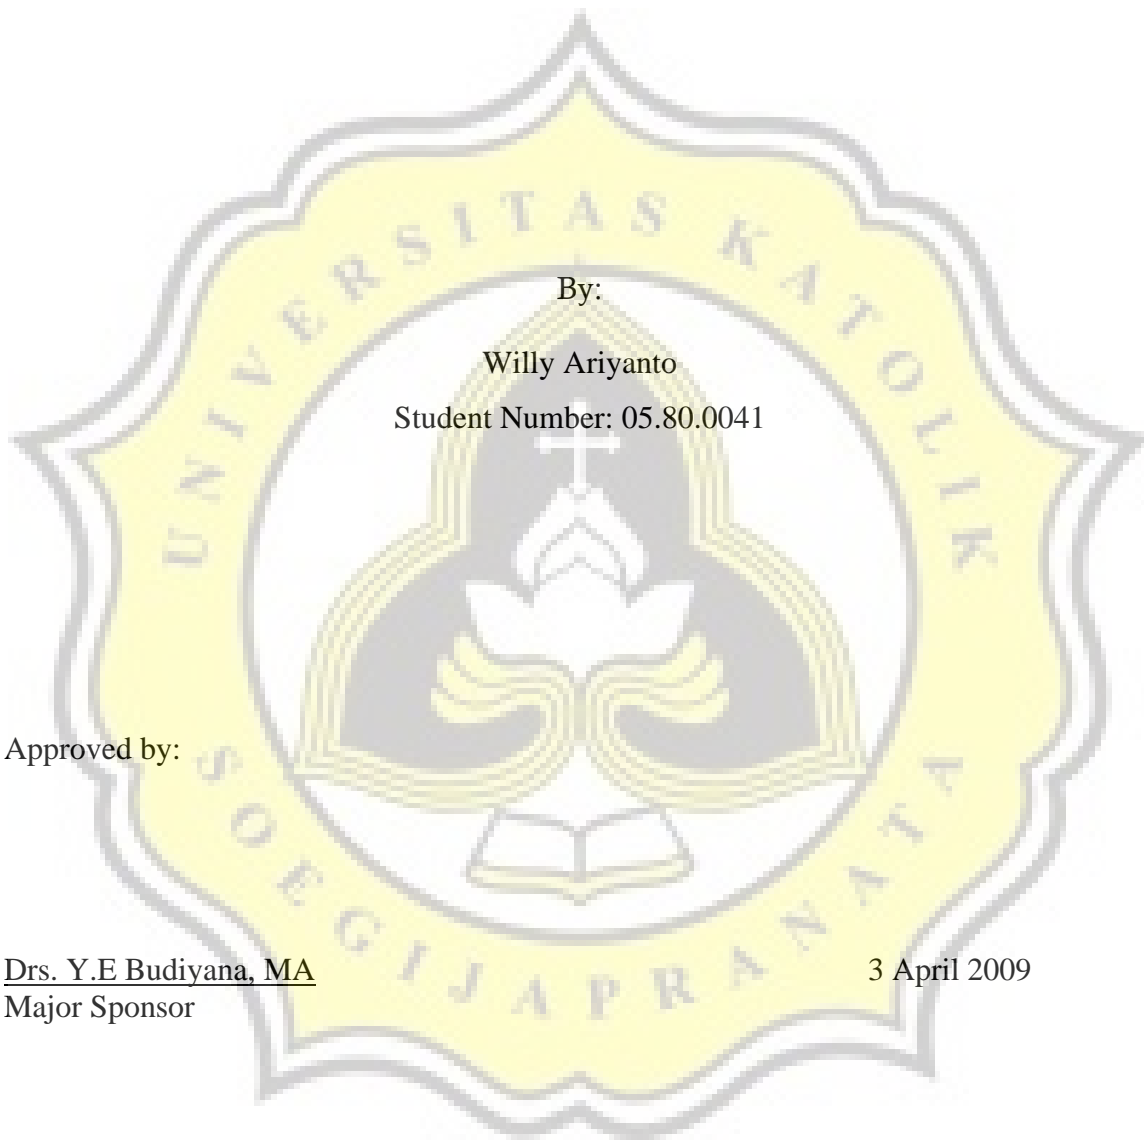 UNIVERSITAS KATOLIK
SOEGIJAPRANATA
By:
Willy Ariyanto
Student Number: 05.80.0041
Approved by:
Drs. Y.E Budiyana, MA 3 April 2009
Major Sponsor